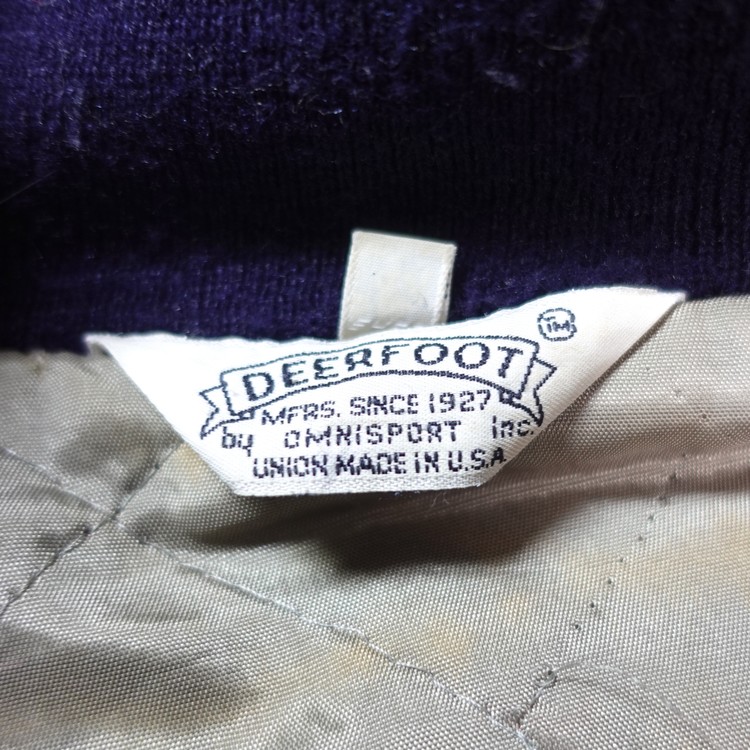 TM
DEERFOOT
MFRS. SINCE 1927
by OMNISPORT Inc.
UNION MADE IN U.S.A